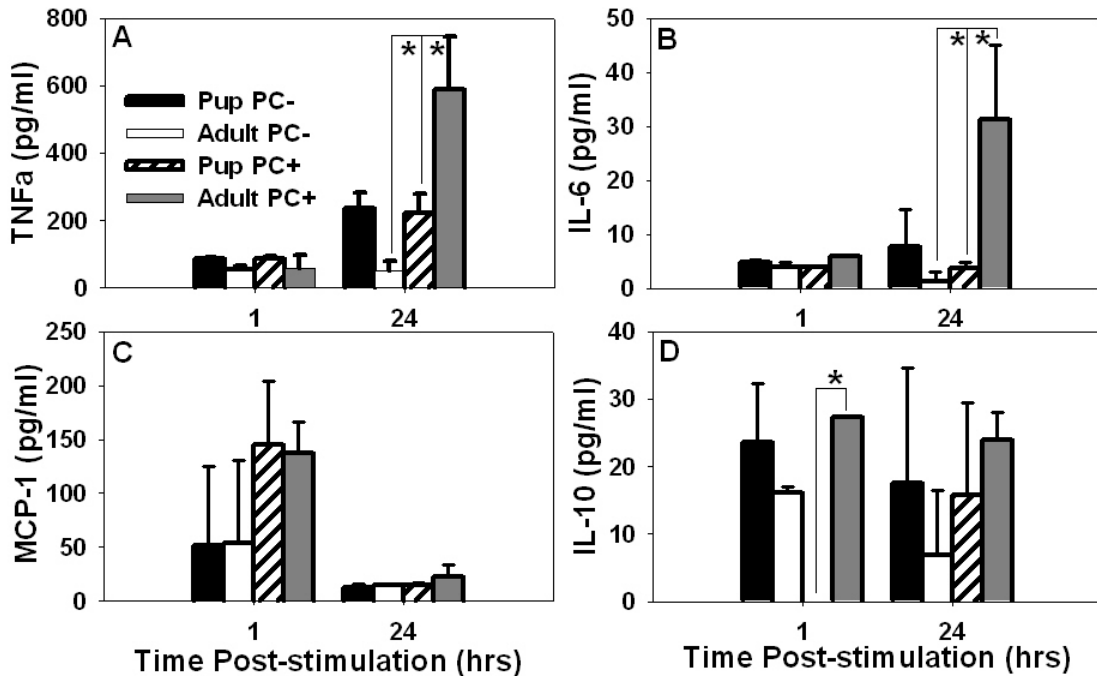 A
TNFa (pg/ml)
800
600
400
200
0
Pup PC-
Adult PC-
Pup PC+
Adult PC+
* *
1 24
B
IL-6 (pg/ml)
50
40
30
20
10
0
* *
1 24
C
MCP-1 (pg/ml)
250
200
150
100
50
0
1 24
Time Post-stimulation (hrs)
D
IL-10 (pg/ml)
40
30
20
10
0
*
1 24
Time Post-stimulation (hrs)